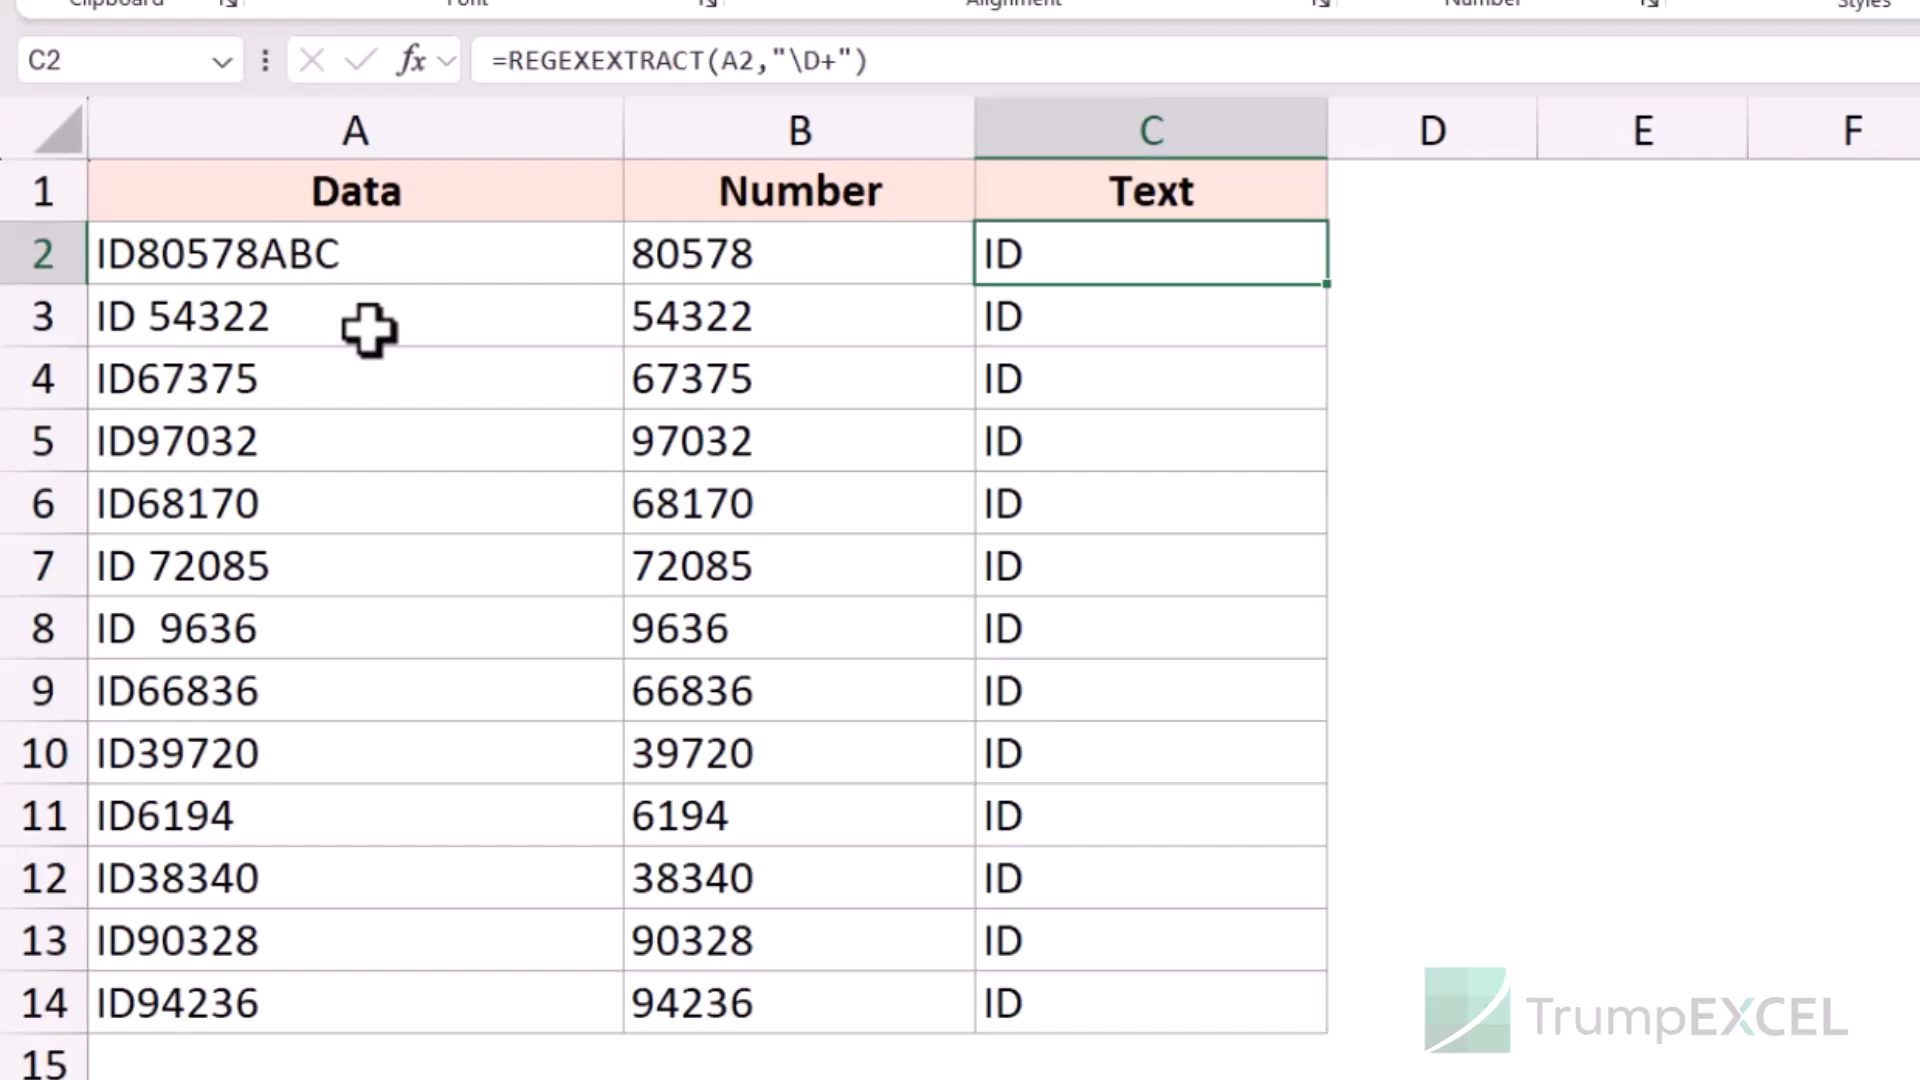 Clipboard Font Alignment Number Styles
C2 fx =REGEXEXTRACT(A2,"\D+")
A B C D E F
1 Data Number Text
2 ID80578ABC 80578 ID
3 ID 54322 54322 ID
4 ID67375 67375 ID
5 ID97032 97032 ID
6 ID68170 68170 ID
7 ID 72085 72085 ID
8 ID  9636 9636 ID
9 ID66836 66836 ID
10 ID39720 39720 ID
11 ID6194 6194 ID
12 ID38340 38340 ID
13 ID90328 90328 ID
14 ID94236 94236 ID
15
TrumpEXCEL